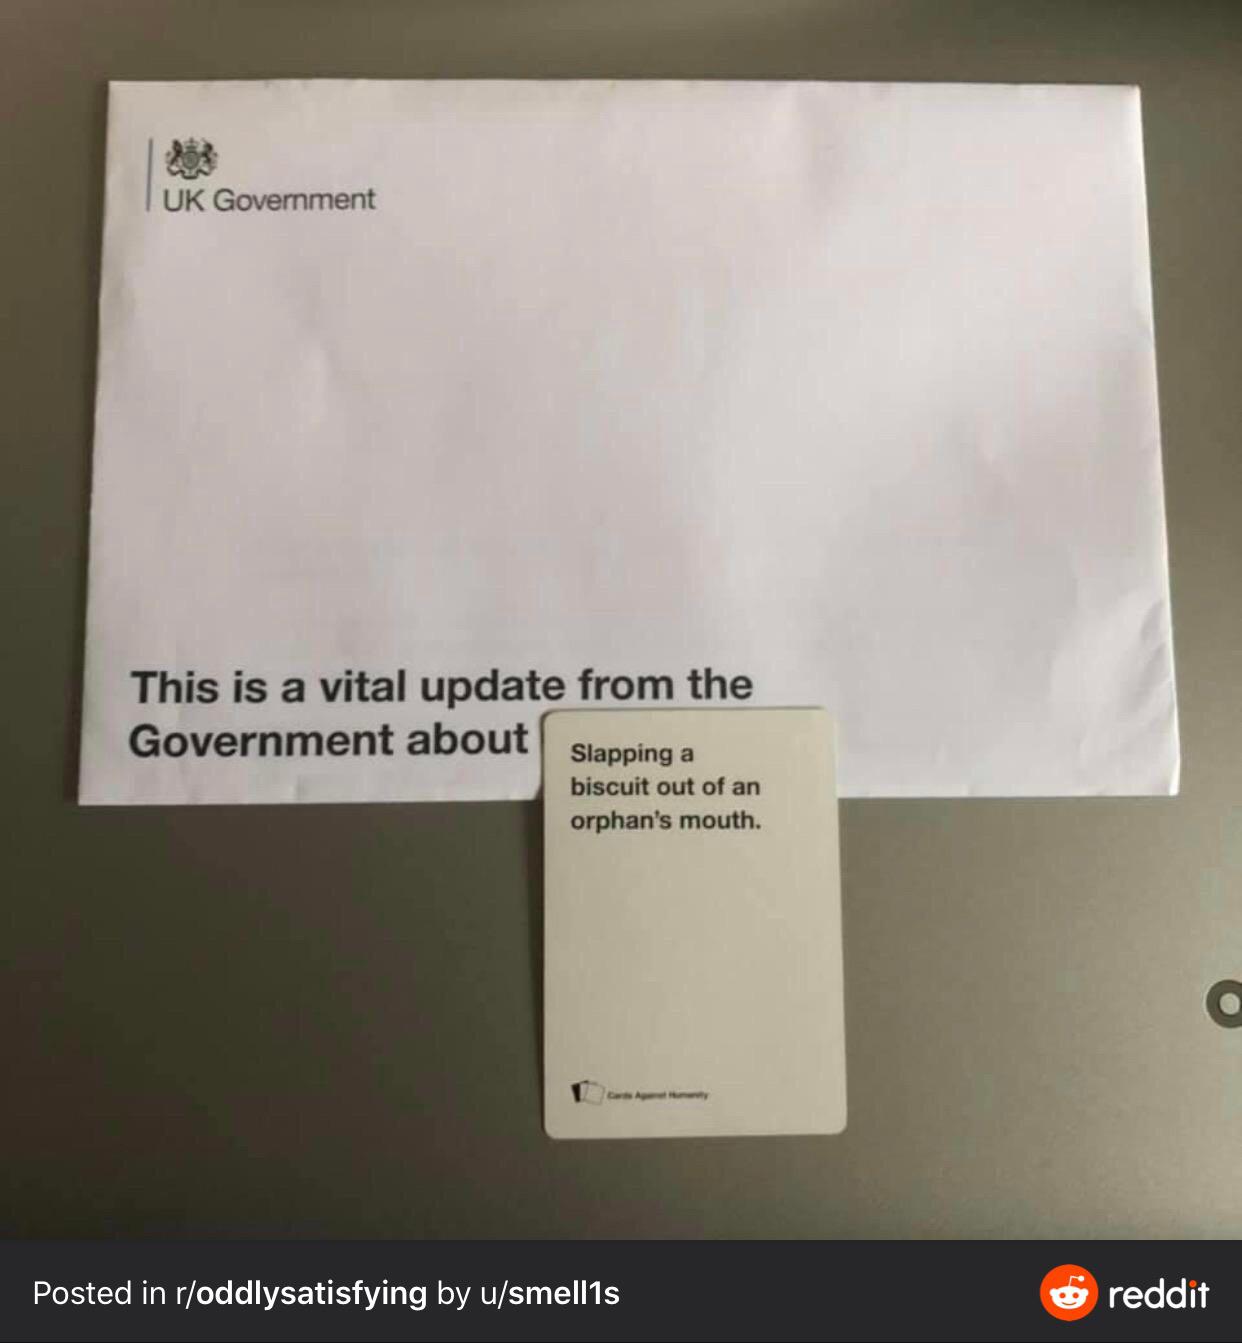 UK Government
This is a vital update from the
Government about
Slapping a
biscuit out of an
orphan's mouth.
Cards Against Humanity
Posted in r/oddlysatisfying by u/smell1s
reddit